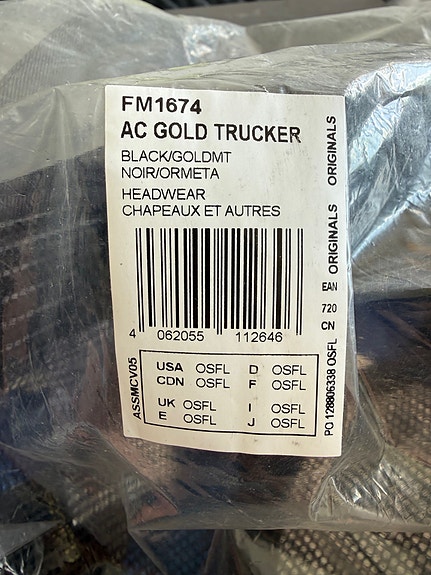 FM1674
AC GOLD TRUCKER
BLACK/GOLDMT
NOIR/ORMETA
HEADWEAR
CHAPEAUX ET AUTRES
4 062055 112646
USA OSFL D OSFL
CDN OSFL F OSFL
UK OSFL I OSFL
E OSFL J OSFL
ASSMCV05
ORIGINALS
ORIGINALS
EAN
720
CN
PO 128806338 OSFL